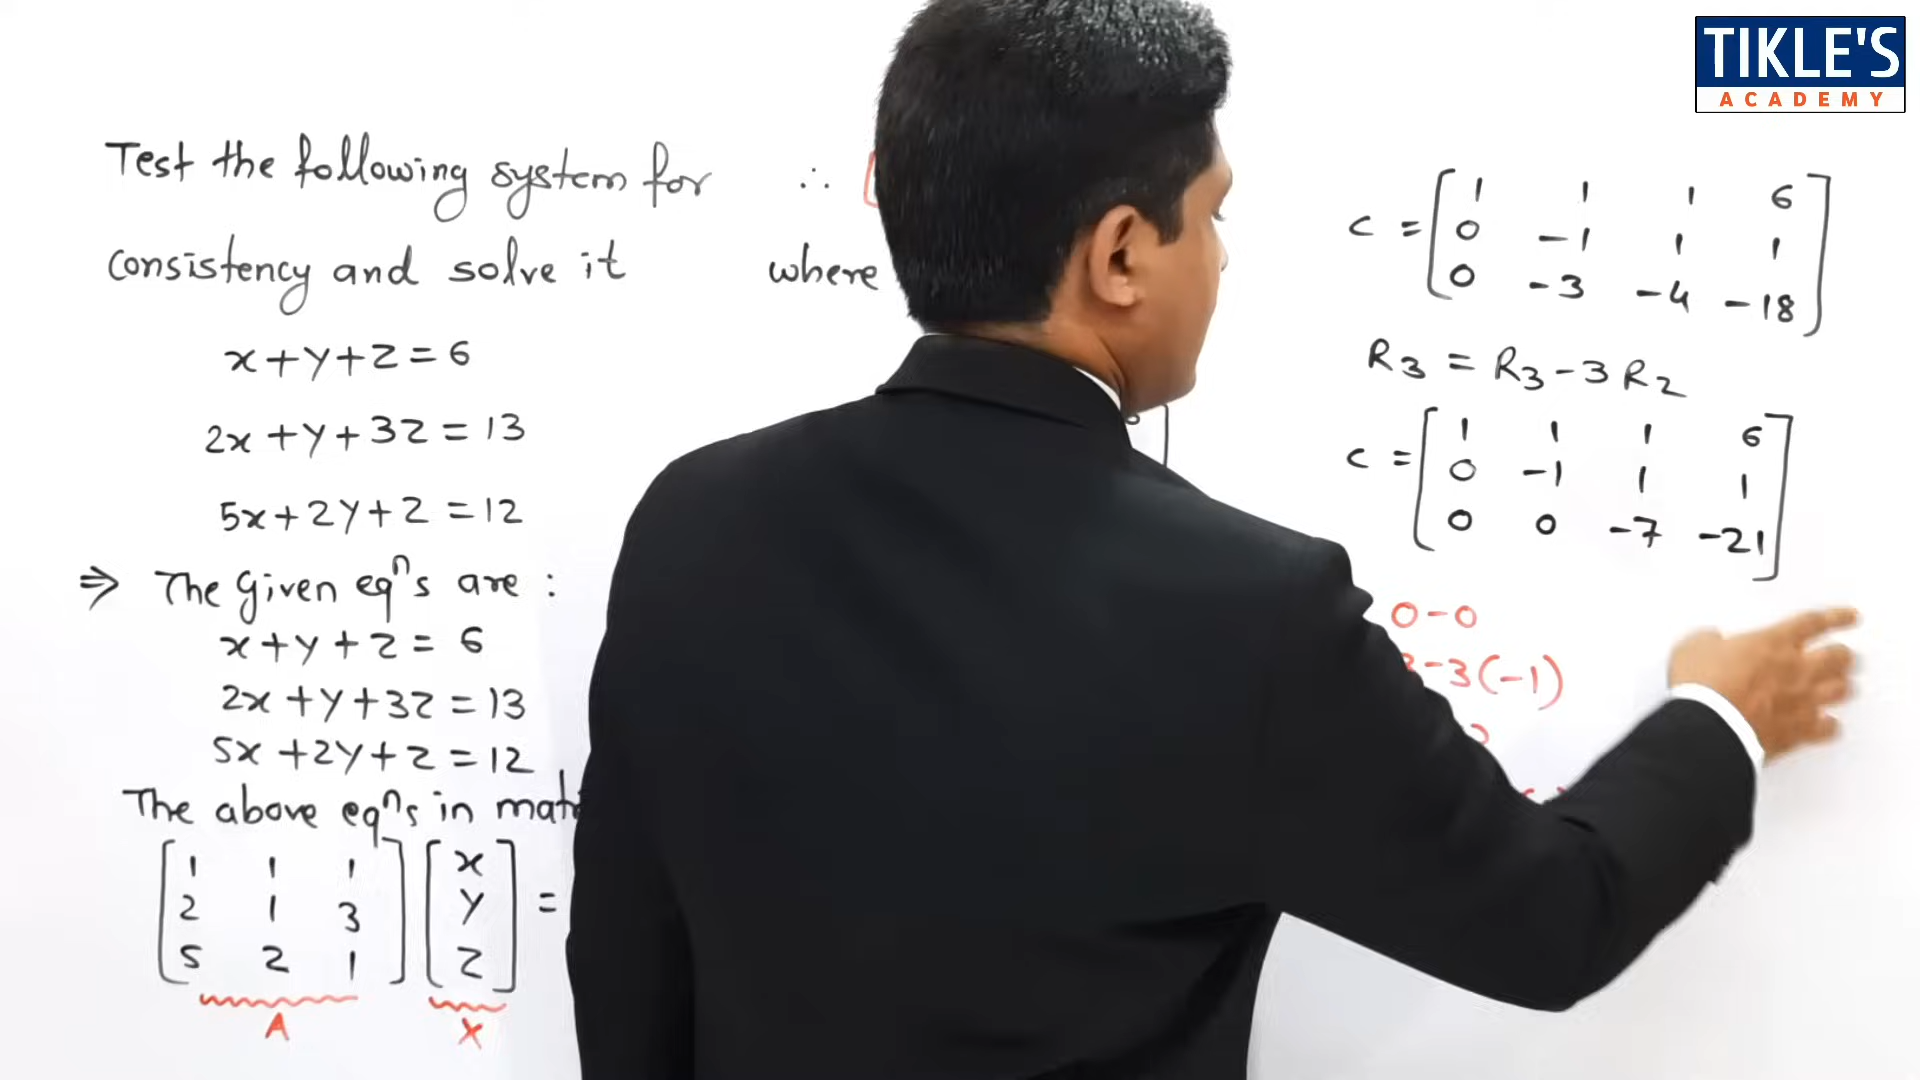 TIKLE'S
ACADEMY
Test the following system for
consistency and solve it
x+y+z=6
2x+y+3z=13
5x+2y+z=12
⇒ The given eqⁿs are :
x+y+z=6
2x+y+3z=13
5x+2y+z=12
The above eqⁿs in
1 1 1 x
2 1 3 y =
5 2 1 z
A X
∴
where
1 1 1 6
C = 0 -1 1 1
0 -3 -4 -18
R3 = R3-3R2
1 1 1 6
C = 0 -1 1 1
0 0 -7 -21
0-0
-3(-1)